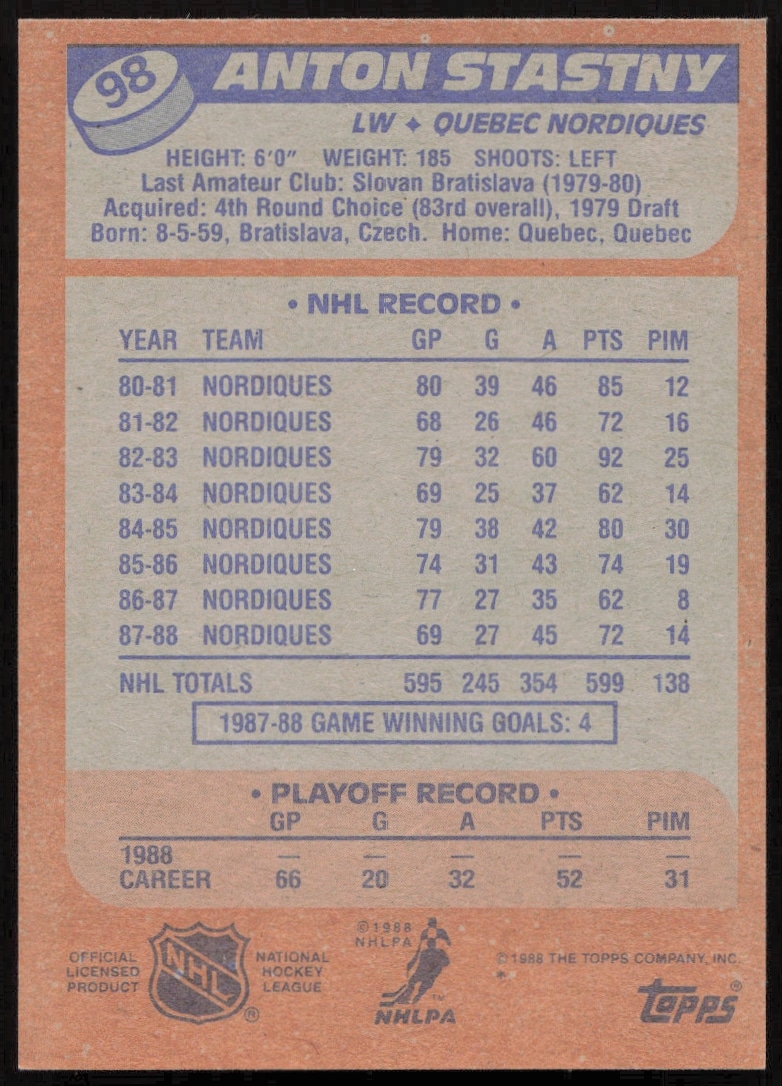 98
ANTON STASTNY
LW ✦ QUEBEC NORDIQUES
HEIGHT: 6'0" WEIGHT: 185 SHOOTS: LEFT
Last Amateur Club: Slovan Bratislava (1979-80)
Acquired: 4th Round Choice (83rd overall), 1979 Draft
Born: 8-5-59, Bratislava, Czech. Home: Quebec, Quebec
• NHL RECORD •
YEAR TEAM GP G A PTS PIM
80-81 NORDIQUES 80 39 46 85 12
81-82 NORDIQUES 68 26 46 72 16
82-83 NORDIQUES 79 32 60 92 25
83-84 NORDIQUES 69 25 37 62 14
84-85 NORDIQUES 79 38 42 80 30
85-86 NORDIQUES 74 31 43 74 19
86-87 NORDIQUES 77 27 35 62 8
87-88 NORDIQUES 69 27 45 72 14
NHL TOTALS 595 245 354 599 138
1987-88 GAME WINNING GOALS: 4
• PLAYOFF RECORD •
GP G A PTS PIM
1988 — — — — —
CAREER 66 20 32 52 31
OFFICIAL
LICENSED
PRODUCT
NHL
®
NATIONAL
HOCKEY
LEAGUE
©1988
NHLPA
™
NHLPA
©1988 THE TOPPS COMPANY, INC.
*
topps®